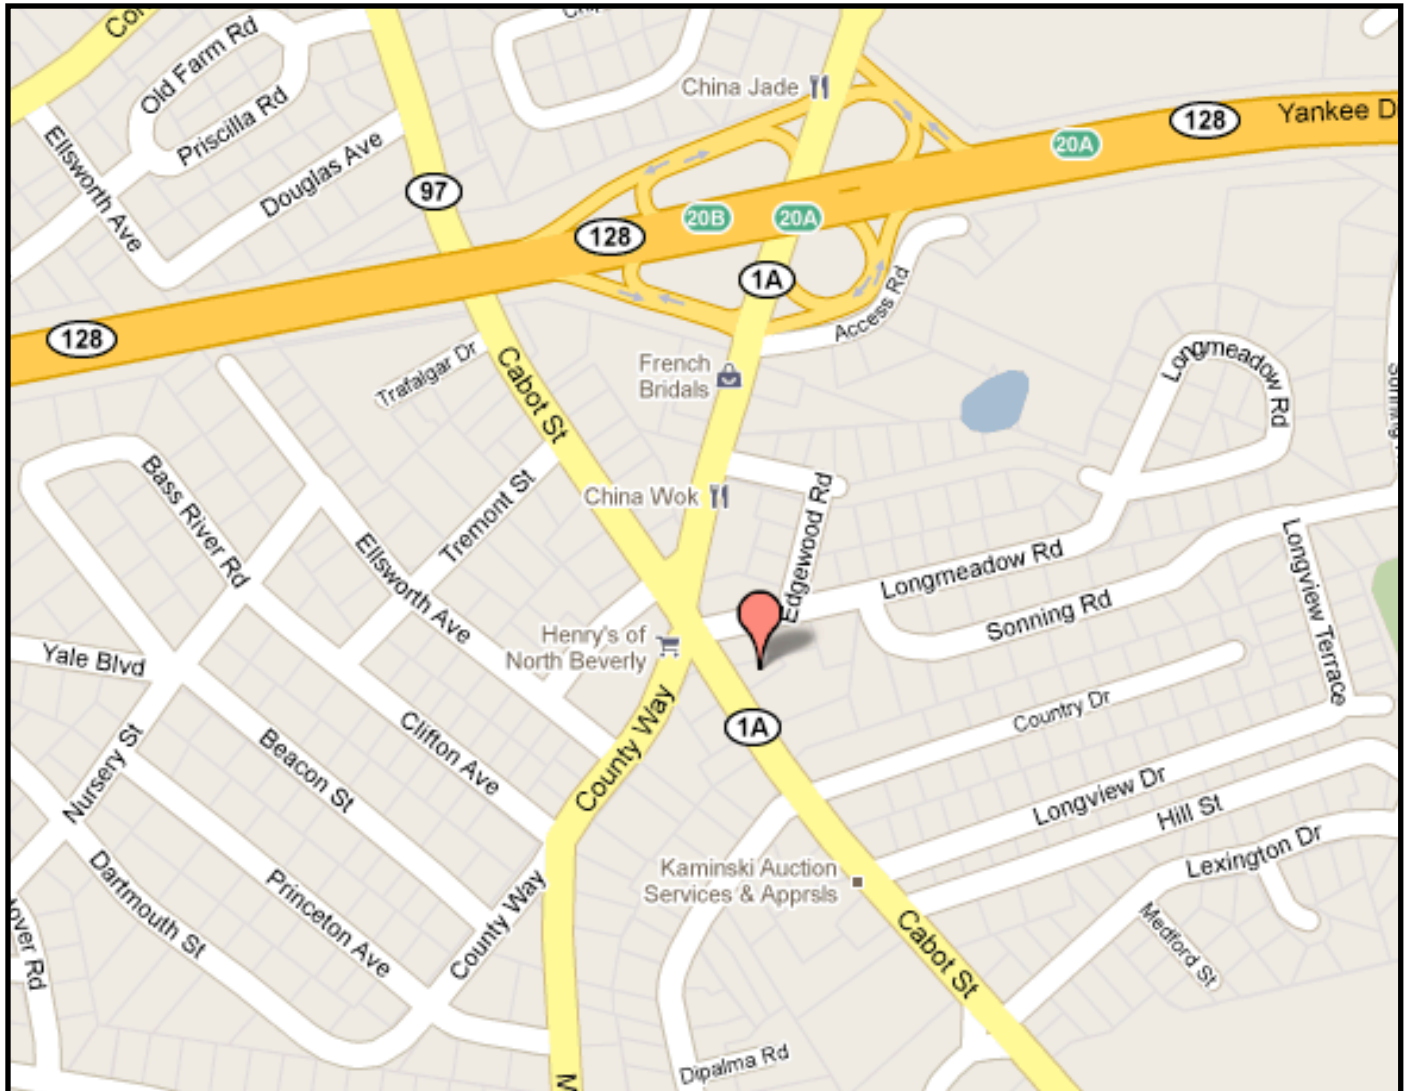 Old Farm Rd
China Jade
128
Yankee D
Priscilla Rd
20A
Ellsworth Ave
Douglas Ave
97
20B
20A
128
1A
Access Rd
128
Trafalgar Dr
Cabot St
French
Bridals
Longmeadow Rd
Bass River Rd
Tremont St
China Wok
Edgewood Rd
Ellsworth Ave
Longmeadow Rd
Longview Terrace
Sonning Rd
Henry's of
North Beverly
Yale Blvd
County Way
1A
Country Dr
Nursery St
Clifton Ave
Beacon St
Longview Dr
Hill St
Lexington Dr
Kaminski Auction
Services & Apprsls
Dartmouth St
Princeton Ave
County Way
Cabot St
Medford St
over Rd
Dipalma Rd
M